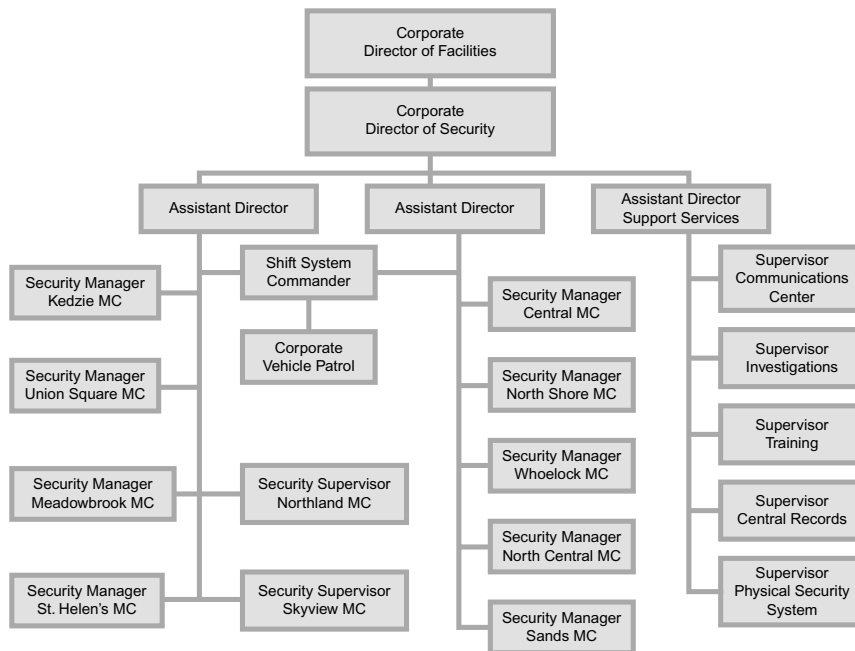 Corporate
Director of Facilities
Corporate
Director of Security
Assistant Director
Assistant Director
Assistant Director
Support Services
Shift System
Commander
Corporate
Vehicle Patrol
Security Manager
Kedzie MC
Security Manager
Union Square MC
Security Manager
Meadowbrook MC
Security Manager
St. Helen's MC
Security Supervisor
Northland MC
Security Supervisor
Skyview MC
Security Manager
Central MC
Security Manager
North Shore MC
Security Manager
Whoelock MC
Security Manager
North Central MC
Security Manager
Sands MC
Supervisor
Communications
Center
Supervisor
Investigations
Supervisor
Training
Supervisor
Central Records
Supervisor
Physical Security
System